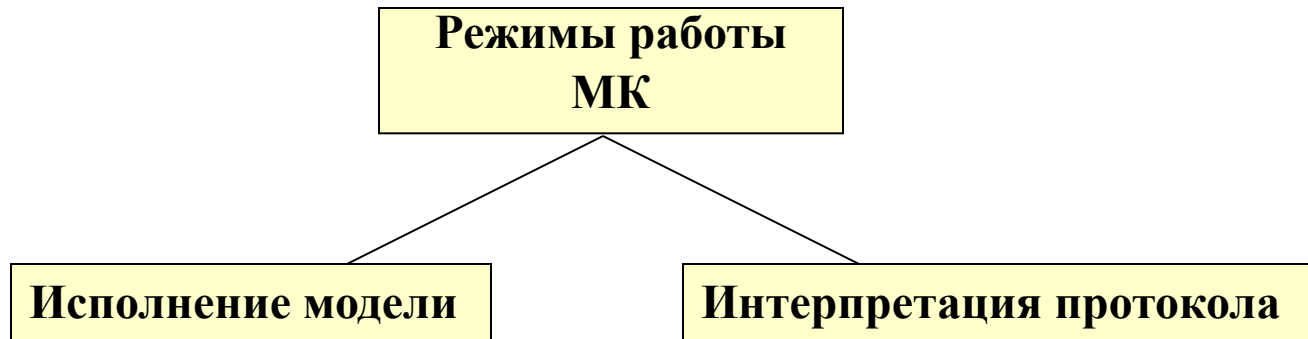 Режимы работы
МК
Исполнение модели
Интерпретация протокола